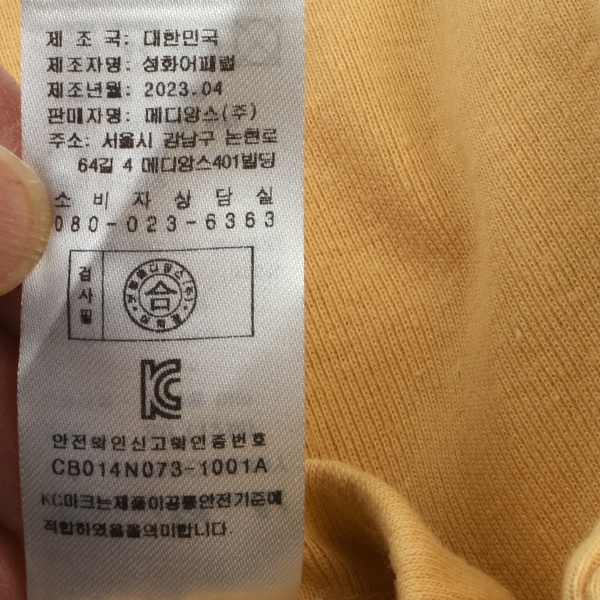 제 조 국: 대한민국
제조자명: 성화어패럴
제조년월: 2023.04
판매자명: 메디앙스(주)
주소: 서울시 강남구 논현로
64길 4 메디앙스401빌딩
소 비 자 상 담 실
080-023-6363
검사필
합
KC
안전확인신고확인증번호
CB014N073-1001A
KC마크는제품이공통안전기준에
적합하였음을의미합니다